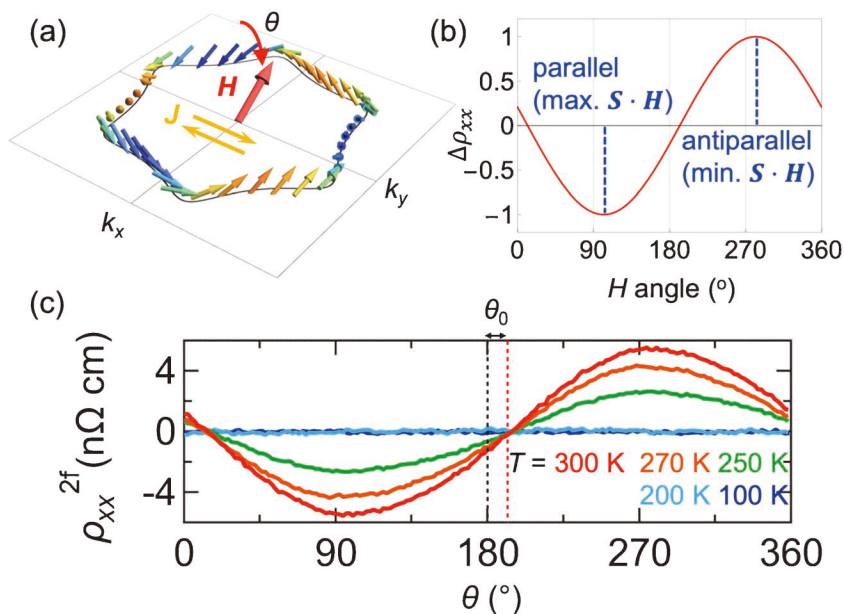 (a)
θ
H
J
k_x
k_y
(b)
Δρ_xx
1
0.5
0
−0.5
−1
parallel
(max. S · H)
antiparallel
(min. S · H)
0 90 180 270 360
H angle (°)
(c)
θ₀
ρ_xx^2f (nΩ cm)
4
0
-4
T = 300 K 270 K 250 K
200 K 100 K
0 90 180 270 360
θ (°)